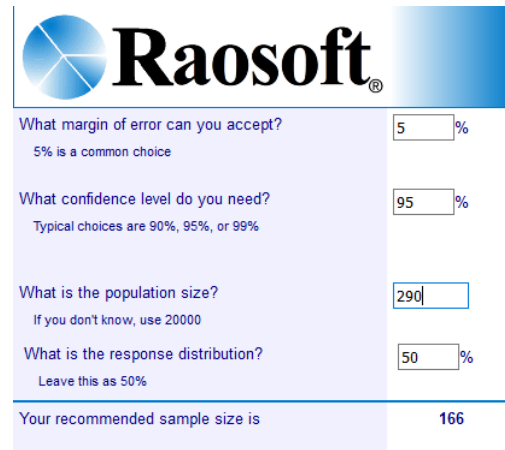 Raosoft®
What margin of error can you accept? 5 %
5% is a common choice
What confidence level do you need? 95 %
Typical choices are 90%, 95%, or 99%
What is the population size? 290
If you don't know, use 20000
What is the response distribution? 50 %
Leave this as 50%
Your recommended sample size is 166